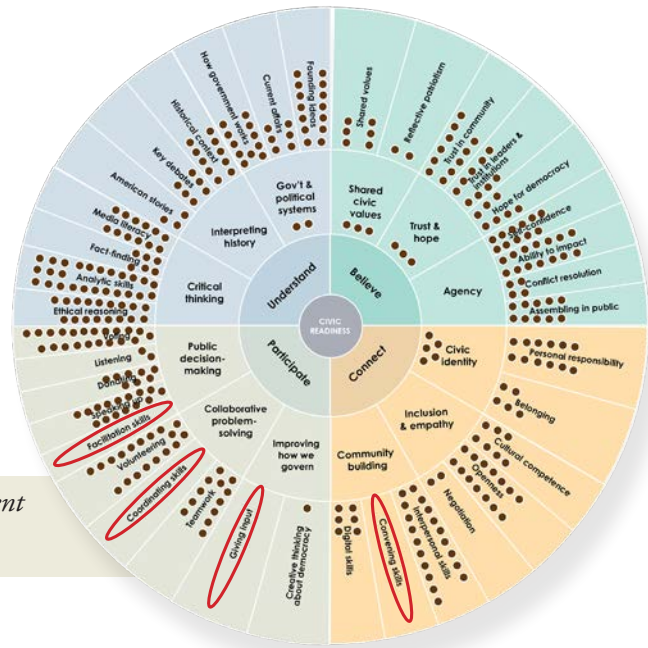 CIVIC
READINESS
Understand
Believe
Participate
Connect
Gov't &
political
systems
Interpreting
history
Critical
thinking
Shared
civic
values
Trust &
hope
Agency
Public
decision-
making
Collaborative
problem-
solving
Improving
how we
govern
Civic
identity
Inclusion
& empathy
Community
building
Founding ideas
Current affairs
How government works
Historical context
Key debates
American stories
Media literacy
Fact-finding
Analytic skills
Ethical reasoning
Shared values
Reflective patriotism
Trust in community
Trust in leaders &
institutions
Hope for democracy
Ability to impact
Conflict resolution
Assembling in public
Voting
Listening
Donating
Speaking up
Facilitation skills
Volunteering
Coordinating skills
Teamwork
Giving input
Creative thinking
about democracy
Personal responsibility
Belonging
Cultural competence
Openness
Negotiation
Interpersonal skills
Convening skills
Digital skills